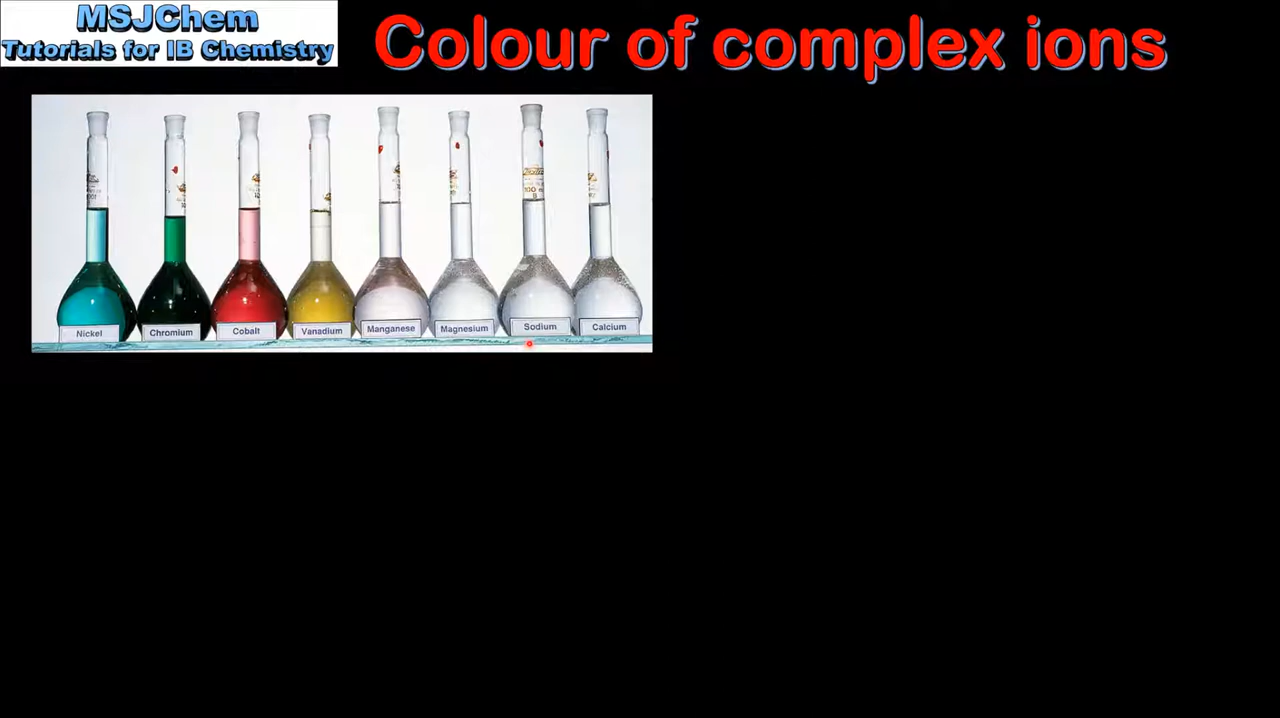 MSJChem
Tutorials for IB Chemistry
Colour of complex ions
Nickel
Chromium
Cobalt
Vanadium
Manganese
Magnesium
Sodium
Calcium